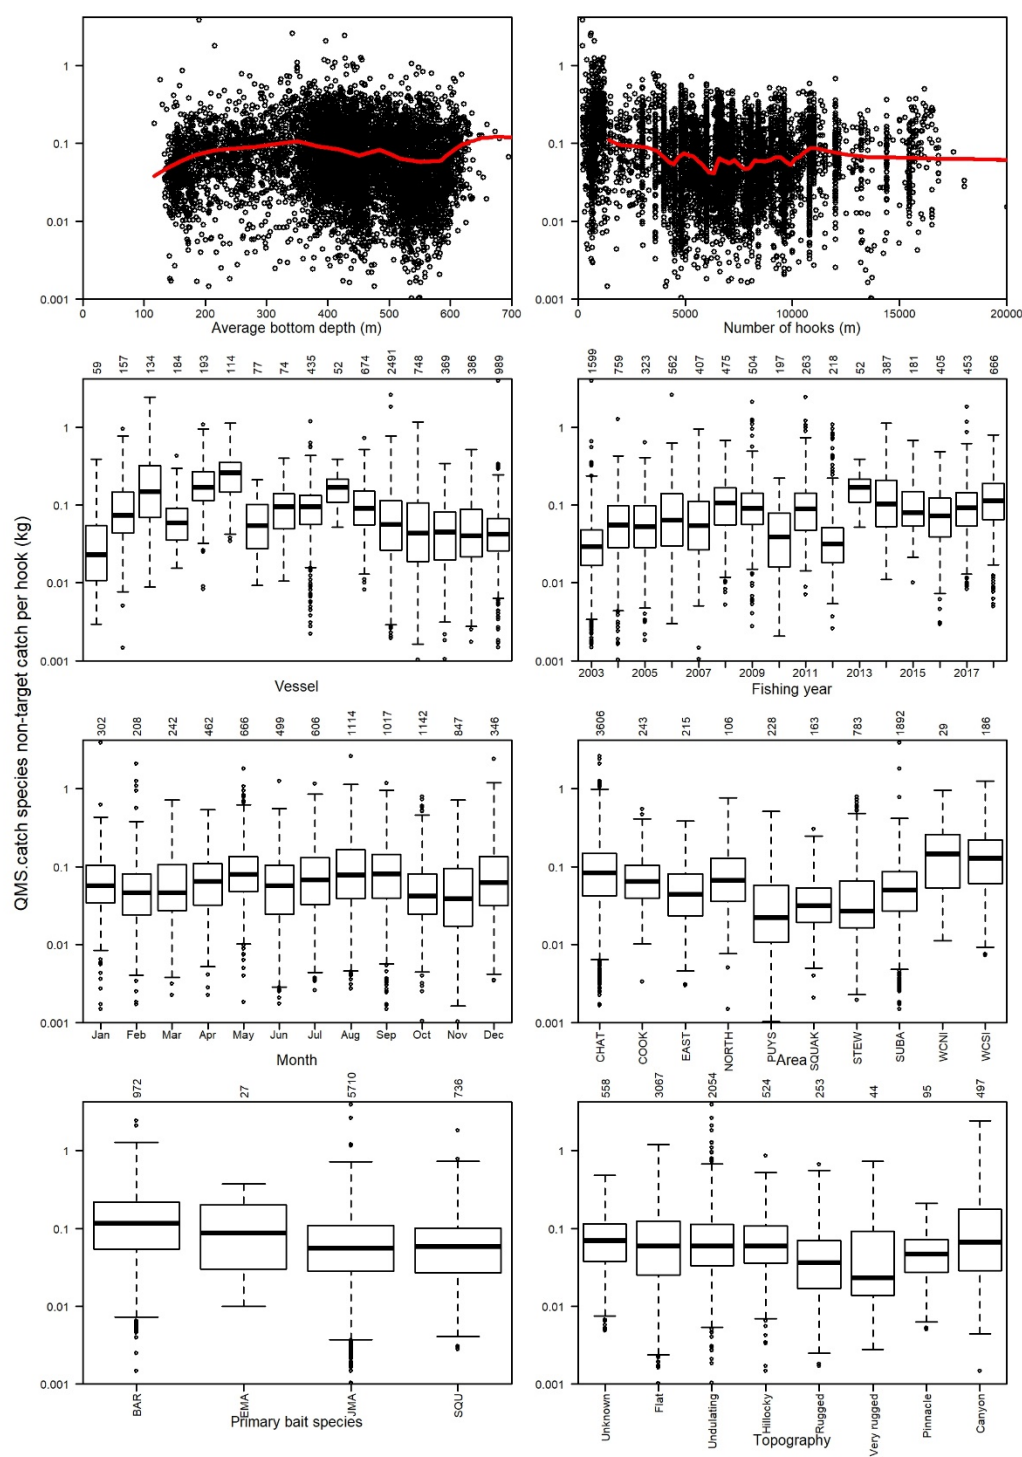 QMS.catch species non-target catch per hook (kg)
1
0.1
0.01
0.001
0 100 200 300 400 500 600 700
Average bottom depth (m)
1
0.1
0.01
0.001
0 5000 10000 15000 20000
Number of hooks (m)
59 157 134 184 193 114 77 74 435 52 674 2491 748 369 386 989
1
0.1
0.01
0.001
Vessel
1599 759 323 562 407 475 504 197 263 218 52 387 181 405 453 666
1
0.1
0.01
0.001
2003 2005 2007 2009 2011 2013 2015 2017
Fishing year
302 208 242 462 666 499 606 1114 1017 1142 847 346
1
0.1
0.01
0.001
Jan Feb Mar Apr May Jun Jul Aug Sep Oct Nov Dec
Month
3606 243 215 106 228 163 783 1892 29 186
1
0.1
0.01
0.001
CHAT COOK EAST NORTH PUYS SQUAK STEW SUBA WCNI WCSI
Area
972 27 5710 736
1
0.1
0.01
0.001
BAR EMA JMA SQU
Primary bait species
558 3067 2054 524 253 44 95 497
1
0.1
0.01
0.001
Unknown Flat Undulating Hillocky Rugged Very rugged Pinnacle Canyon
Topography